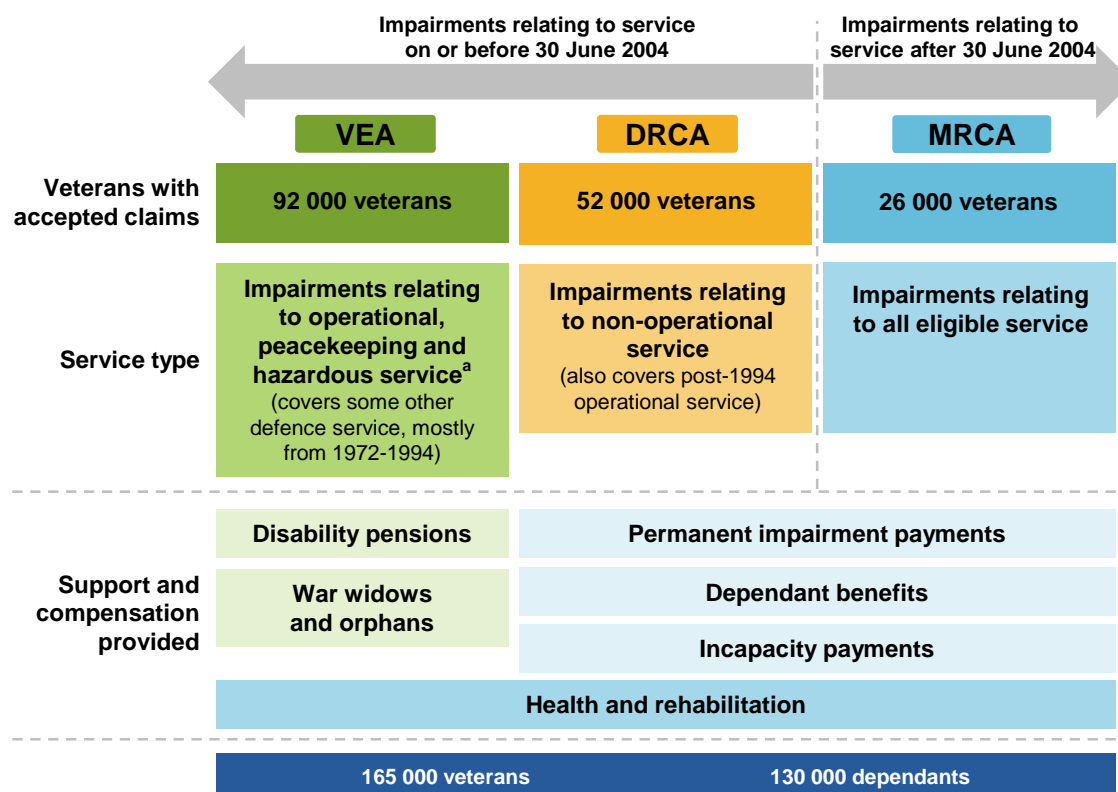 Impairments relating to service
on or before 30 June 2004
Impairments relating to
service after 30 June 2004
VEA
DRCA
MRCA
Veterans with
accepted claims
92 000 veterans
52 000 veterans
26 000 veterans
Service type
Impairments relating
to operational,
peacekeeping and
hazardous serviceᵃ
(covers some other
defence service, mostly
from 1972-1994)
Impairments relating
to non-operational
service
(also covers post-1994
operational service)
Impairments relating
to all eligible service
Support and
compensation
provided
Disability pensions
War widows
and orphans
Permanent impairment payments
Dependant benefits
Incapacity payments
Health and rehabilitation
165 000 veterans
130 000 dependants